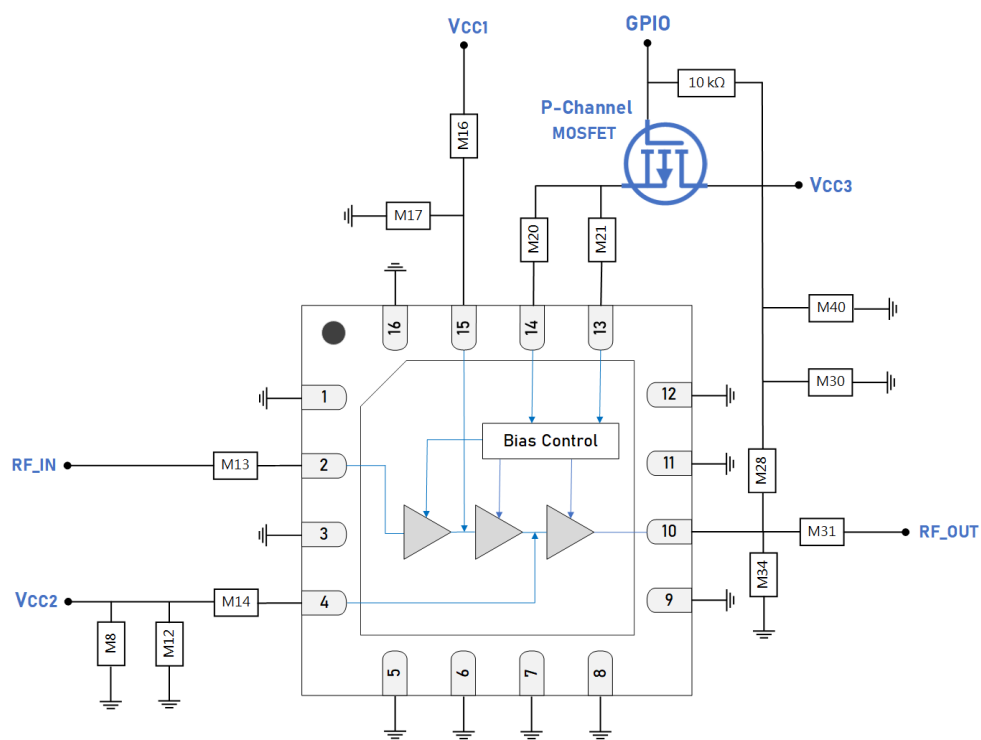 GPIO
VCC1
10 kΩ
P-Channel
MOSFET
M16
VCC3
M17
M20
M21
M40
16
15
14
13
M30
1
12
Bias Control
RF_IN
M13
2
11
M28
3
10
M31
RF_OUT
M34
VCC2
M14
4
9
M8
M12
5
6
7
8